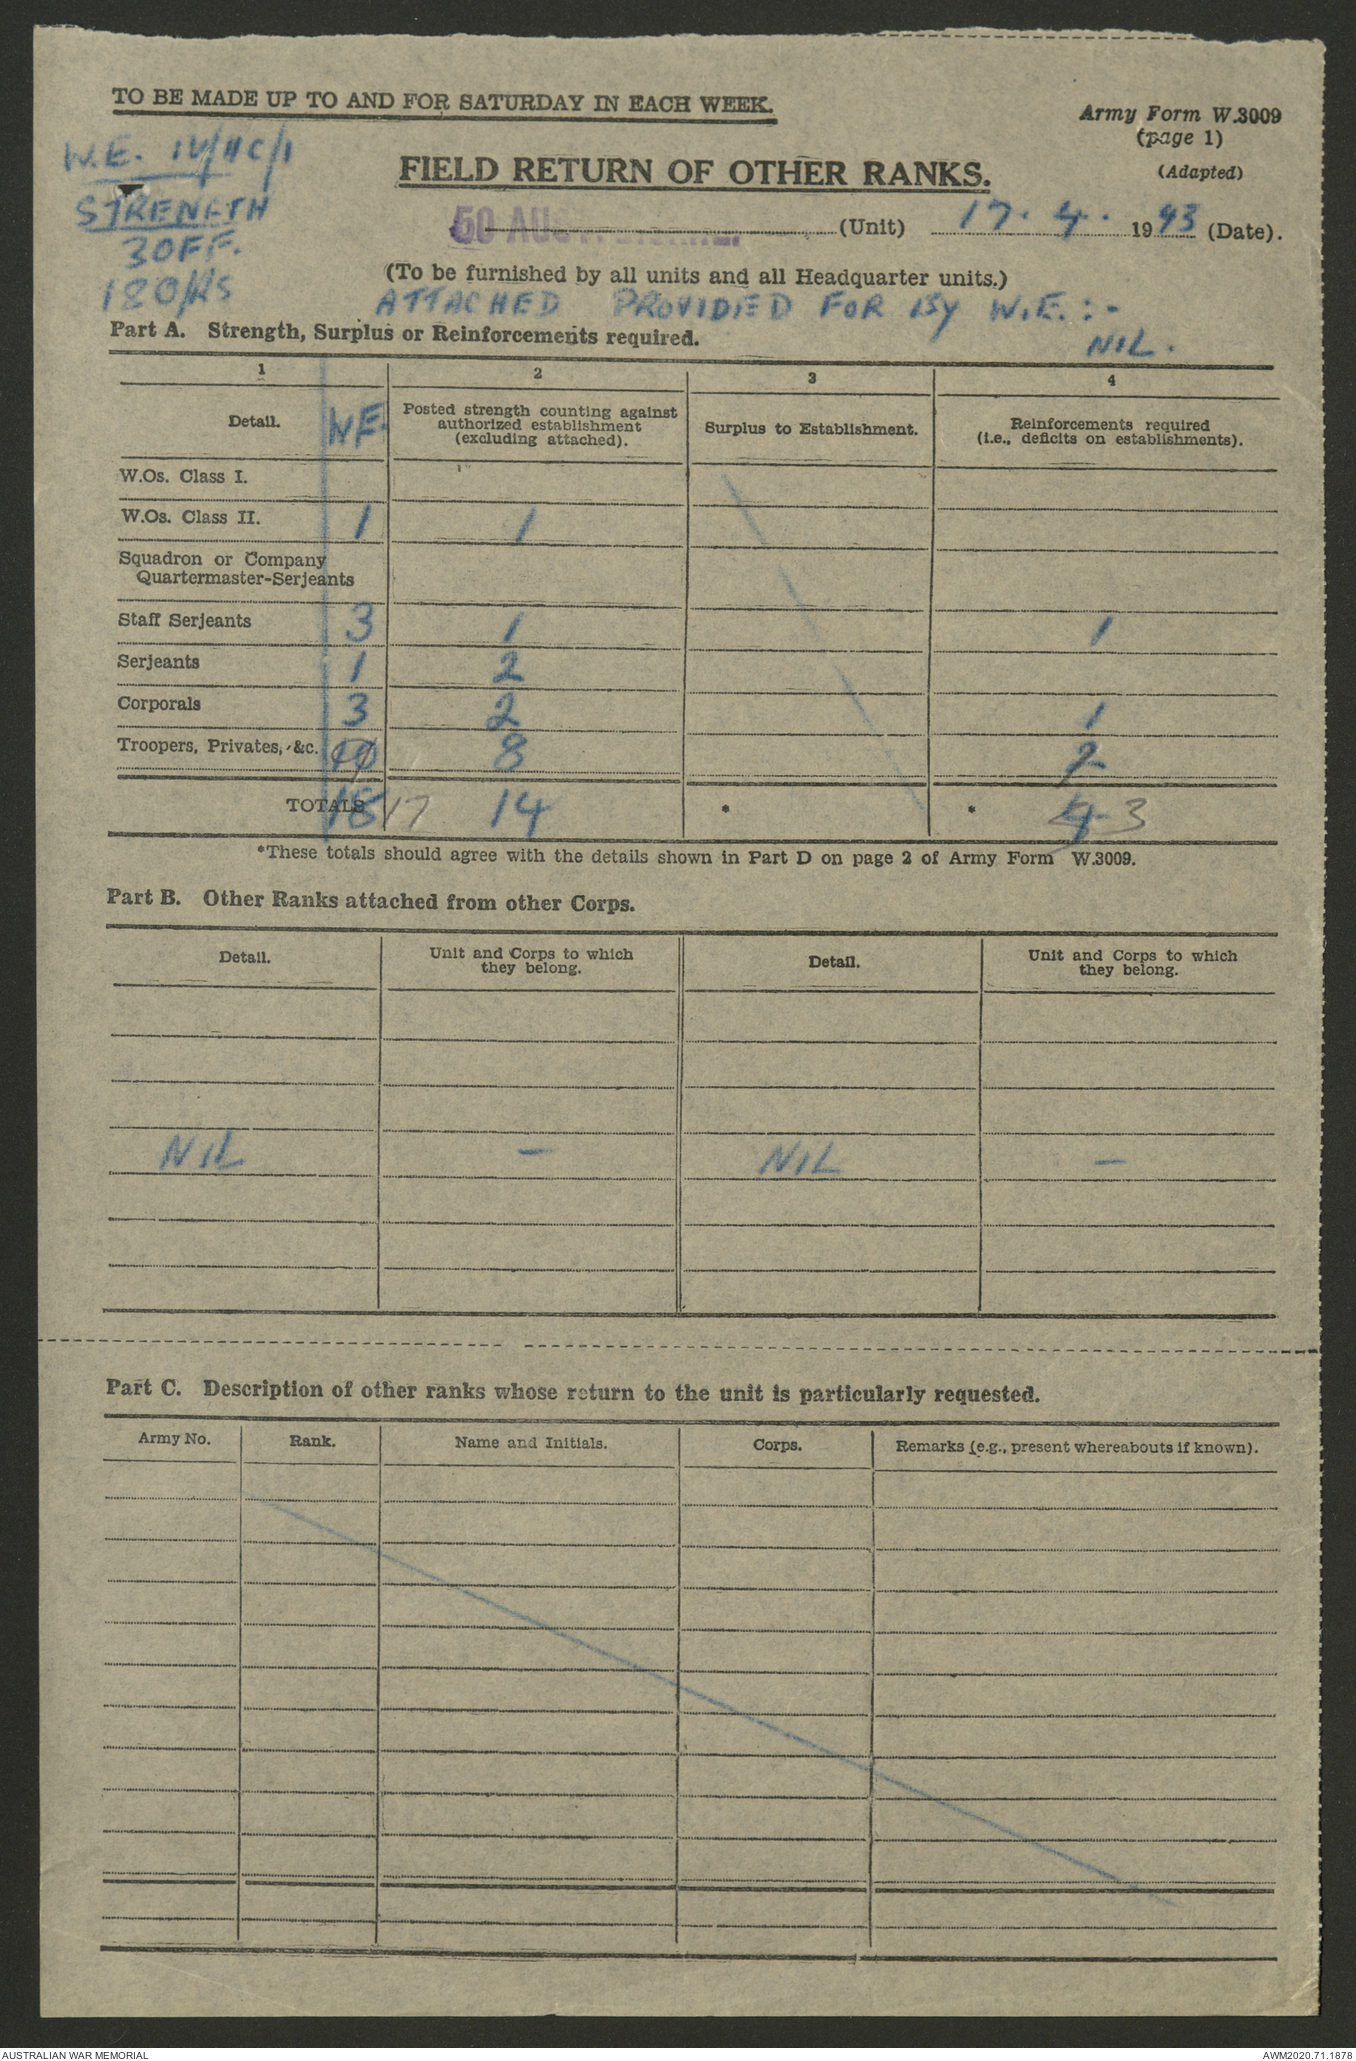 TO BE MADE UP TO AND FOR SATURDAY IN EACH WEEK.
Army Form W.3009
(page 1)
(Adapted)
W.E. IV/11C/1
STRENGTH
3 OFF.
18 O/RS
FIELD RETURN OF OTHER RANKS.
50 (Unit) 17. 4. 1943 (Date).
(To be furnished by all units and all Headquarter units.)
ATTACHED PROVIDED FOR BY W.E. :-
NIL.
Part A. Strength, Surplus or Reinforcements required.
1 2 3 4
Detail. WE. Posted strength counting against authorized establishment (excluding attached). Surplus to Establishment. Reinforcements required (i.e., deficits on establishments).
W.Os. Class I.
W.Os. Class II. 1 1
Squadron or Company
Quartermaster-Serjeants
Staff Serjeants 3 1 1
Serjeants 1 2
Corporals 3 2 1
Troopers, Privates, &c. 10 8 2
TOTALS 18 17 14 * * 4 3
*These totals should agree with the details shown in Part D on page 2 of Army Form W.3009.
Part B. Other Ranks attached from other Corps.
Detail. Unit and Corps to which they belong. Detail. Unit and Corps to which they belong.
NIL – NIL –
Part C. Description of other ranks whose return to the unit is particularly requested.
Army No. Rank. Name and Initials. Corps. Remarks (e.g., present whereabouts if known).
AUSTRALIAN WAR MEMORIAL
AWM2020.71.1878